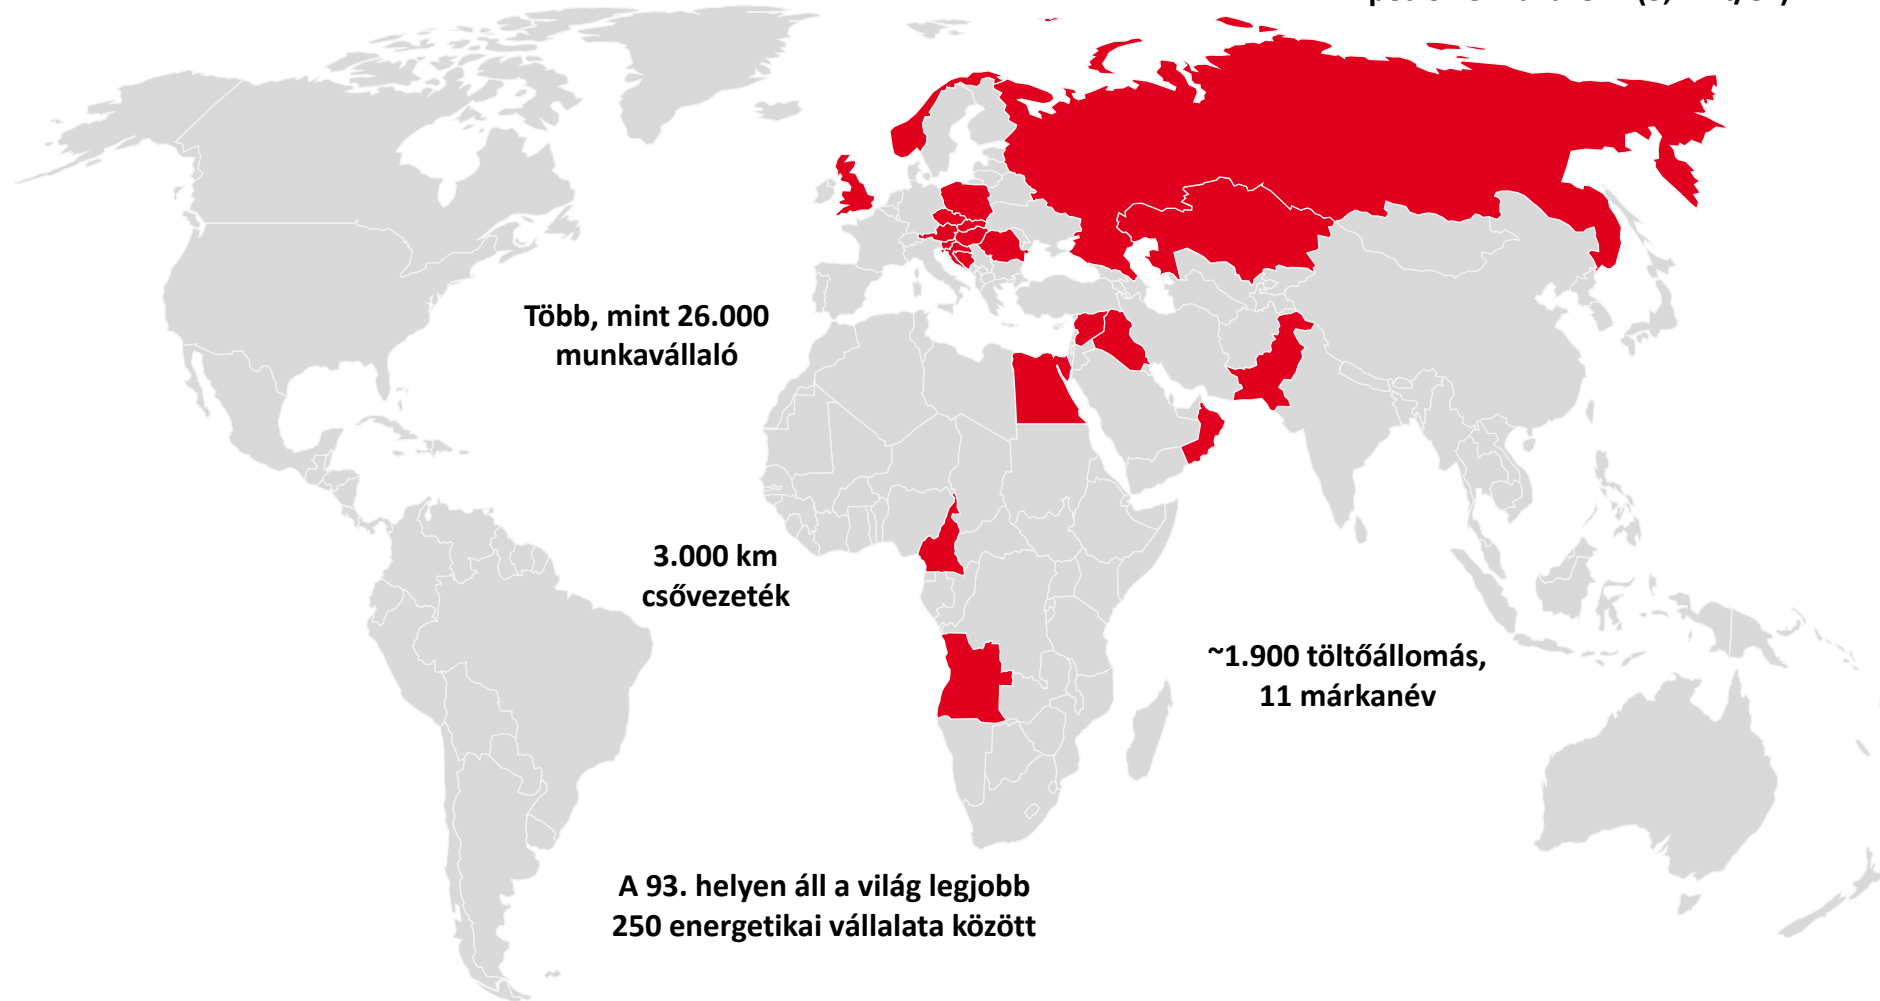 Több, mint 26.000
munkavállaló
3.000 km
csővezeték
~1.900 töltőállomás,
11 márkanév
A 93. helyen áll a világ legjobb
250 energetikai vállalata között